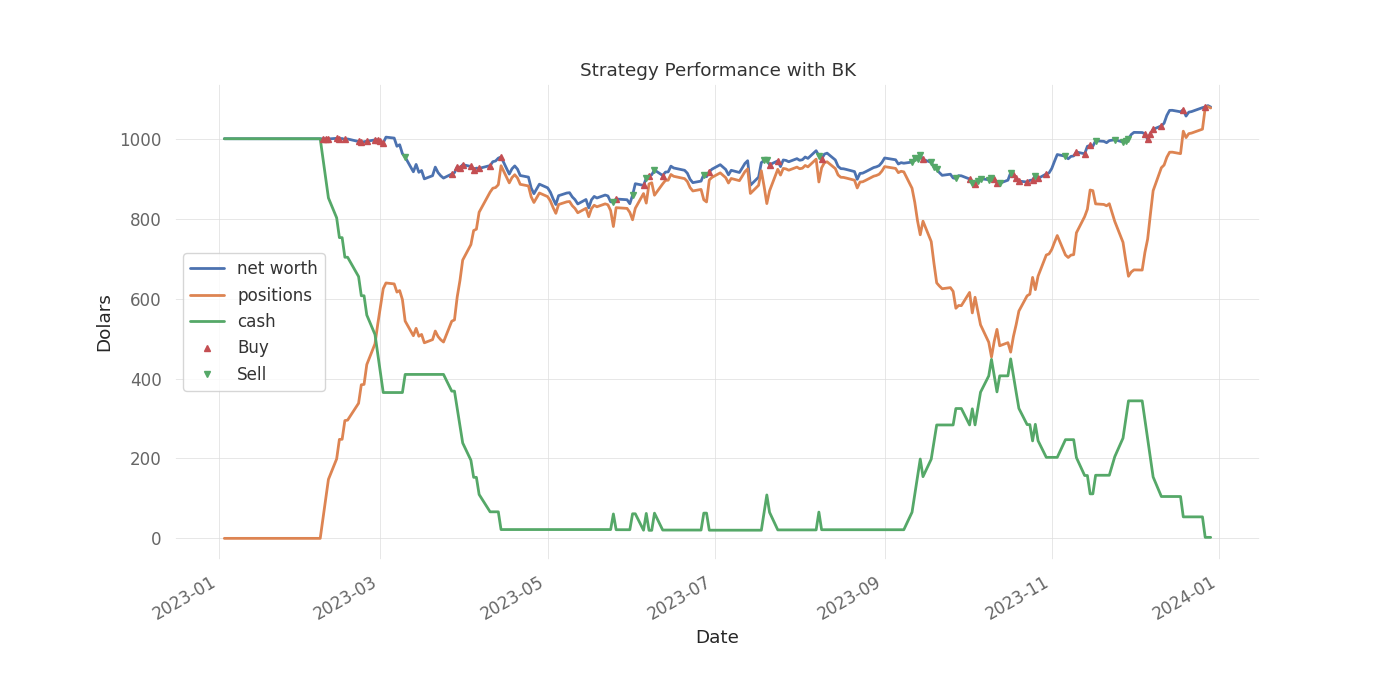 Strategy Performance with BK
1000
800
600
400
200
0
Dolars
net worth
positions
cash
Buy
Sell
2023-01
2023-03
2023-05
2023-07
2023-09
2023-11
2024-01
Date